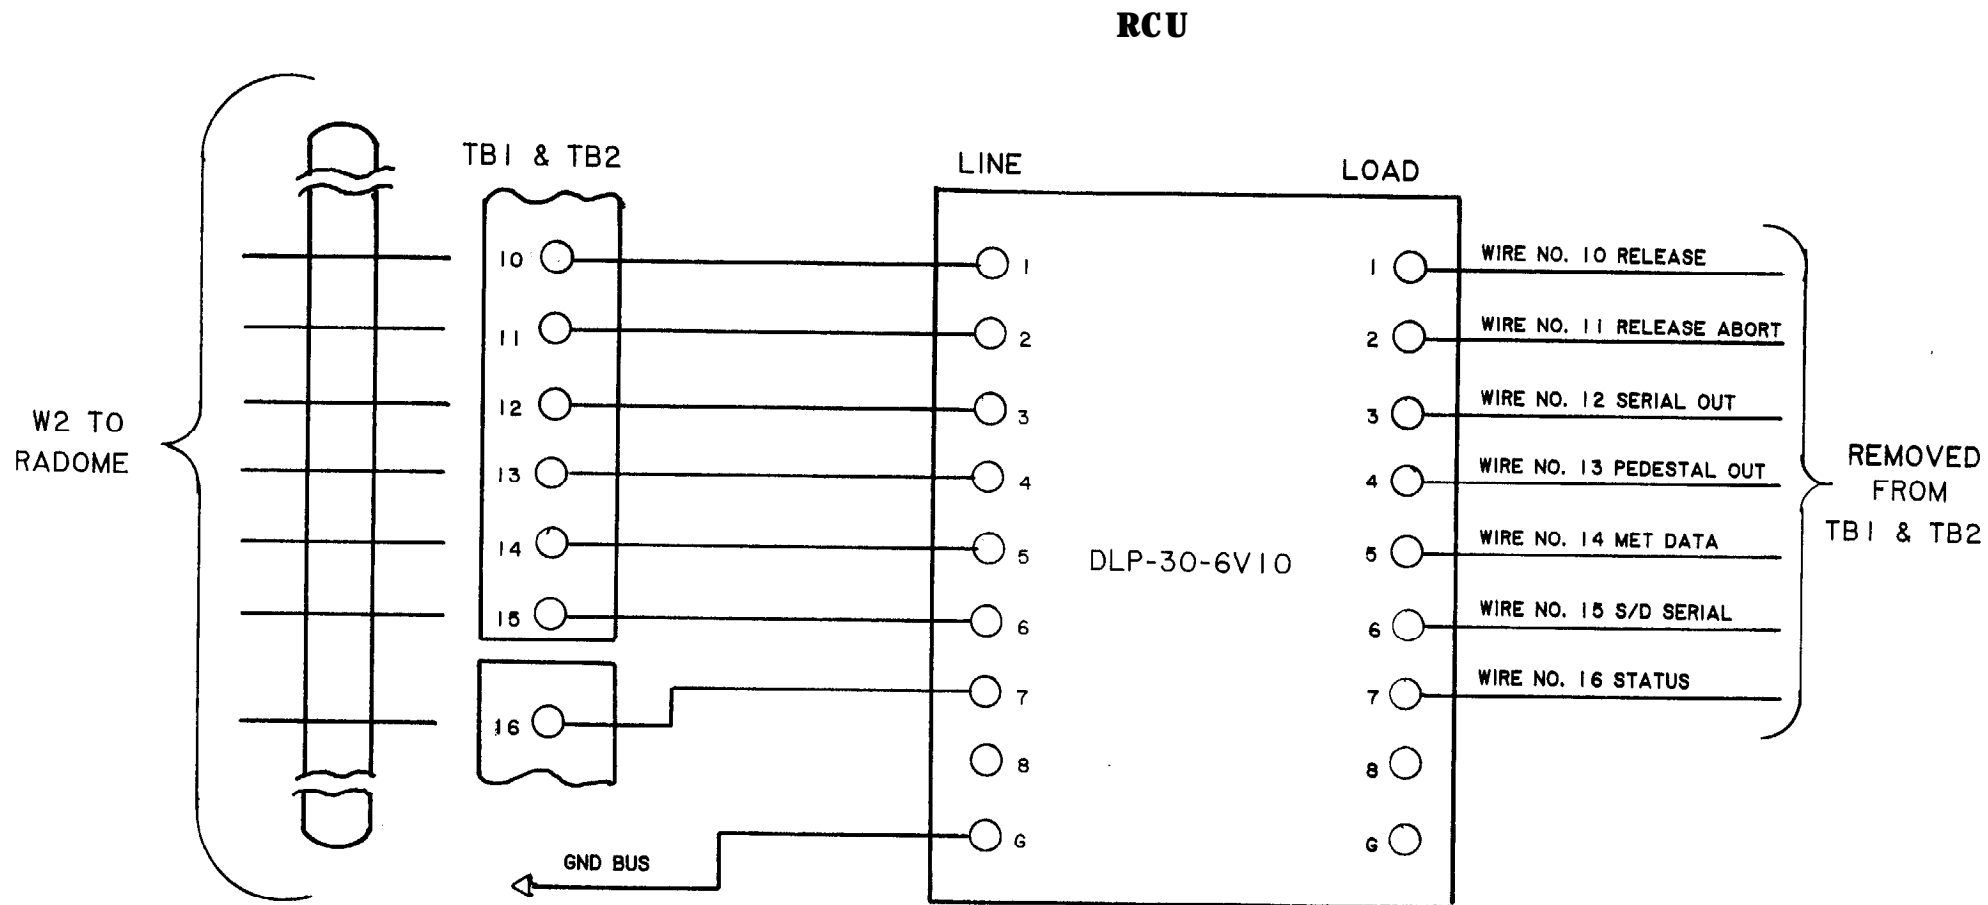 RCU
TB1 & TB2
LINE
LOAD
W2 TO
RADOME
10
11
12
13
14
15
16
1
2
3
4
5
6
7
8
G
GND BUS
DLP-30-6V10
1
2
3
4
5
6
7
8
G
WIRE NO. 10 RELEASE
WIRE NO. 11 RELEASE ABORT
WIRE NO. 12 SERIAL OUT
WIRE NO. 13 PEDESTAL OUT
WIRE NO. 14 MET DATA
WIRE NO. 15 S/D SERIAL
WIRE NO. 16 STATUS
REMOVED
FROM
TB1 & TB2